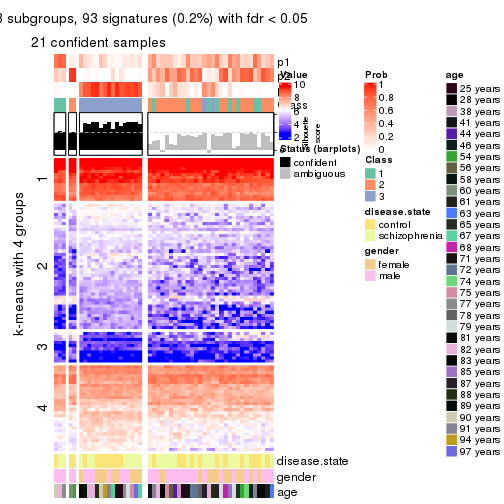 3 subgroups, 93 signatures (0.2%) with fdr < 0.05
21 confident samples
p1
p2
Class
Silhouette
score
k-means with 4 groups
1
2
3
4
disease.state
gender
age
Value
10
8
6
4
2
Status (barplots)
confident
ambiguous
Prob
1
0.8
0.6
0.4
0.2
0
Class
1
2
3
disease.state
control
schizophrenia
gender
female
male
age
25 years
28 years
38 years
41 years
44 years
46 years
54 years
56 years
58 years
60 years
61 years
63 years
65 years
67 years
68 years
71 years
72 years
74 years
75 years
77 years
78 years
79 years
81 years
82 years
83 years
85 years
87 years
88 years
89 years
90 years
91 years
94 years
97 years